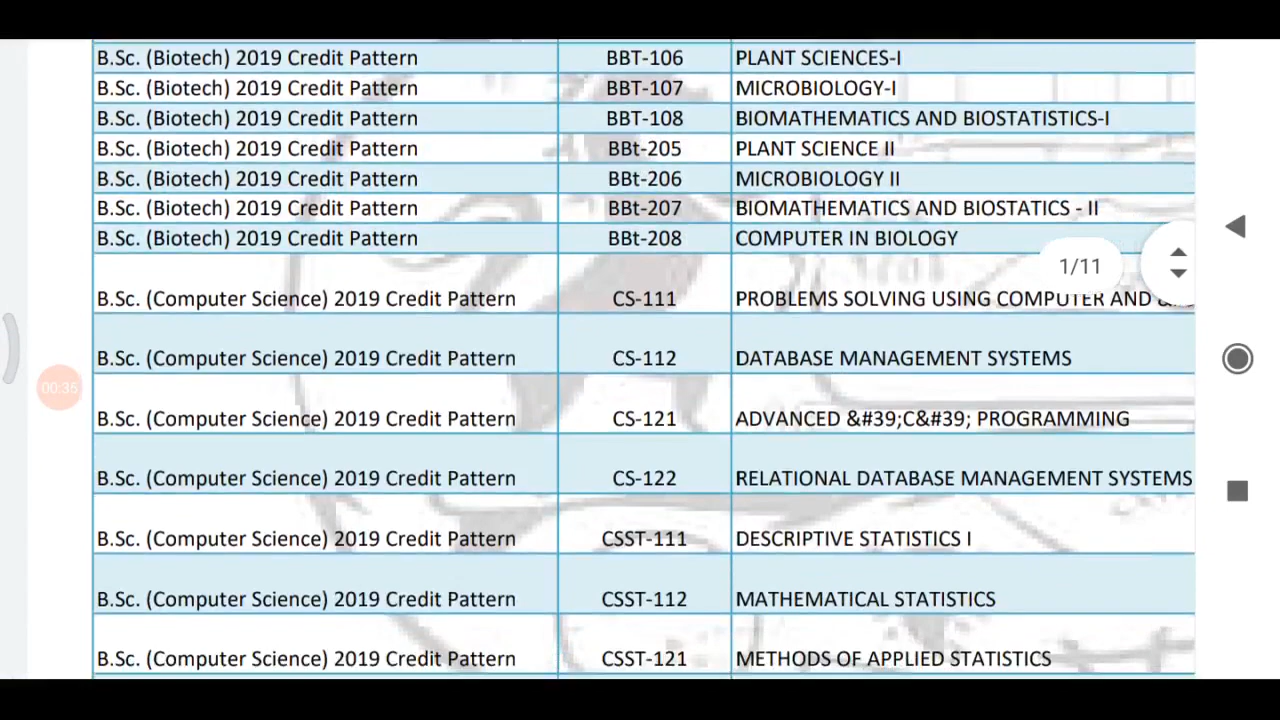 B.Sc. (Biotech) 2019 Credit Pattern BBT-106 PLANT SCIENCES-I
B.Sc. (Biotech) 2019 Credit Pattern BBT-107 MICROBIOLOGY-I
B.Sc. (Biotech) 2019 Credit Pattern BBT-108 BIOMATHEMATICS AND BIOSTATISTICS-I
B.Sc. (Biotech) 2019 Credit Pattern BBt-205 PLANT SCIENCE II
B.Sc. (Biotech) 2019 Credit Pattern BBt-206 MICROBIOLOGY II
B.Sc. (Biotech) 2019 Credit Pattern BBt-207 BIOMATHEMATICS AND BIOSTATICS - II
B.Sc. (Biotech) 2019 Credit Pattern BBt-208 COMPUTER IN BIOLOGY
1/11
B.Sc. (Computer Science) 2019 Credit Pattern CS-111 PROBLEMS SOLVING USING COMPUTER AND
B.Sc. (Computer Science) 2019 Credit Pattern CS-112 DATABASE MANAGEMENT SYSTEMS
00:35
B.Sc. (Computer Science) 2019 Credit Pattern CS-121 ADVANCED &#39;C&#39; PROGRAMMING
B.Sc. (Computer Science) 2019 Credit Pattern CS-122 RELATIONAL DATABASE MANAGEMENT SYSTEMS
B.Sc. (Computer Science) 2019 Credit Pattern CSST-111 DESCRIPTIVE STATISTICS I
B.Sc. (Computer Science) 2019 Credit Pattern CSST-112 MATHEMATICAL STATISTICS
B.Sc. (Computer Science) 2019 Credit Pattern CSST-121 METHODS OF APPLIED STATISTICS